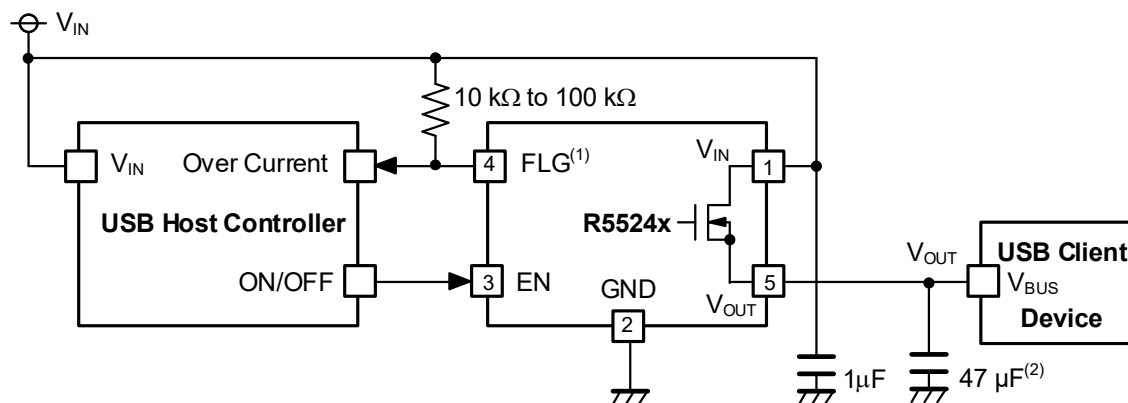 VIN
10 kΩ to 100 kΩ
VIN
Over Current
4
FLG(1)
VIN
1
USB Host Controller
R5524x
ON/OFF
3
EN
GND
2
VOUT
5
VOUT
USB Client
VBUS
Device
1μF
47 μF(2)